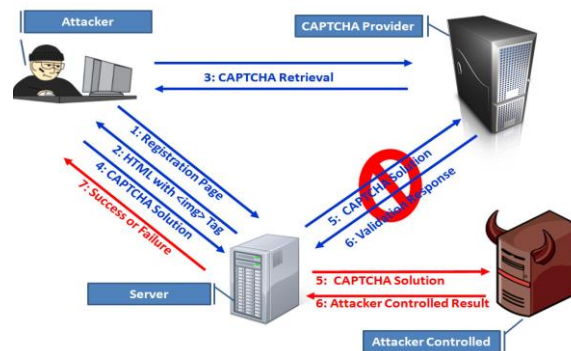 Attacker
CAPTCHA Provider
3: CAPTCHA Retrieval
1: Registration Page
2: HTML with <img> Tag
4: CAPTCHA Solution
7: Success or Failure
5: CAPTCHA Solution
6: Validation Response
Server
5: CAPTCHA Solution
6: Attacker Controlled Result
Attacker Controlled